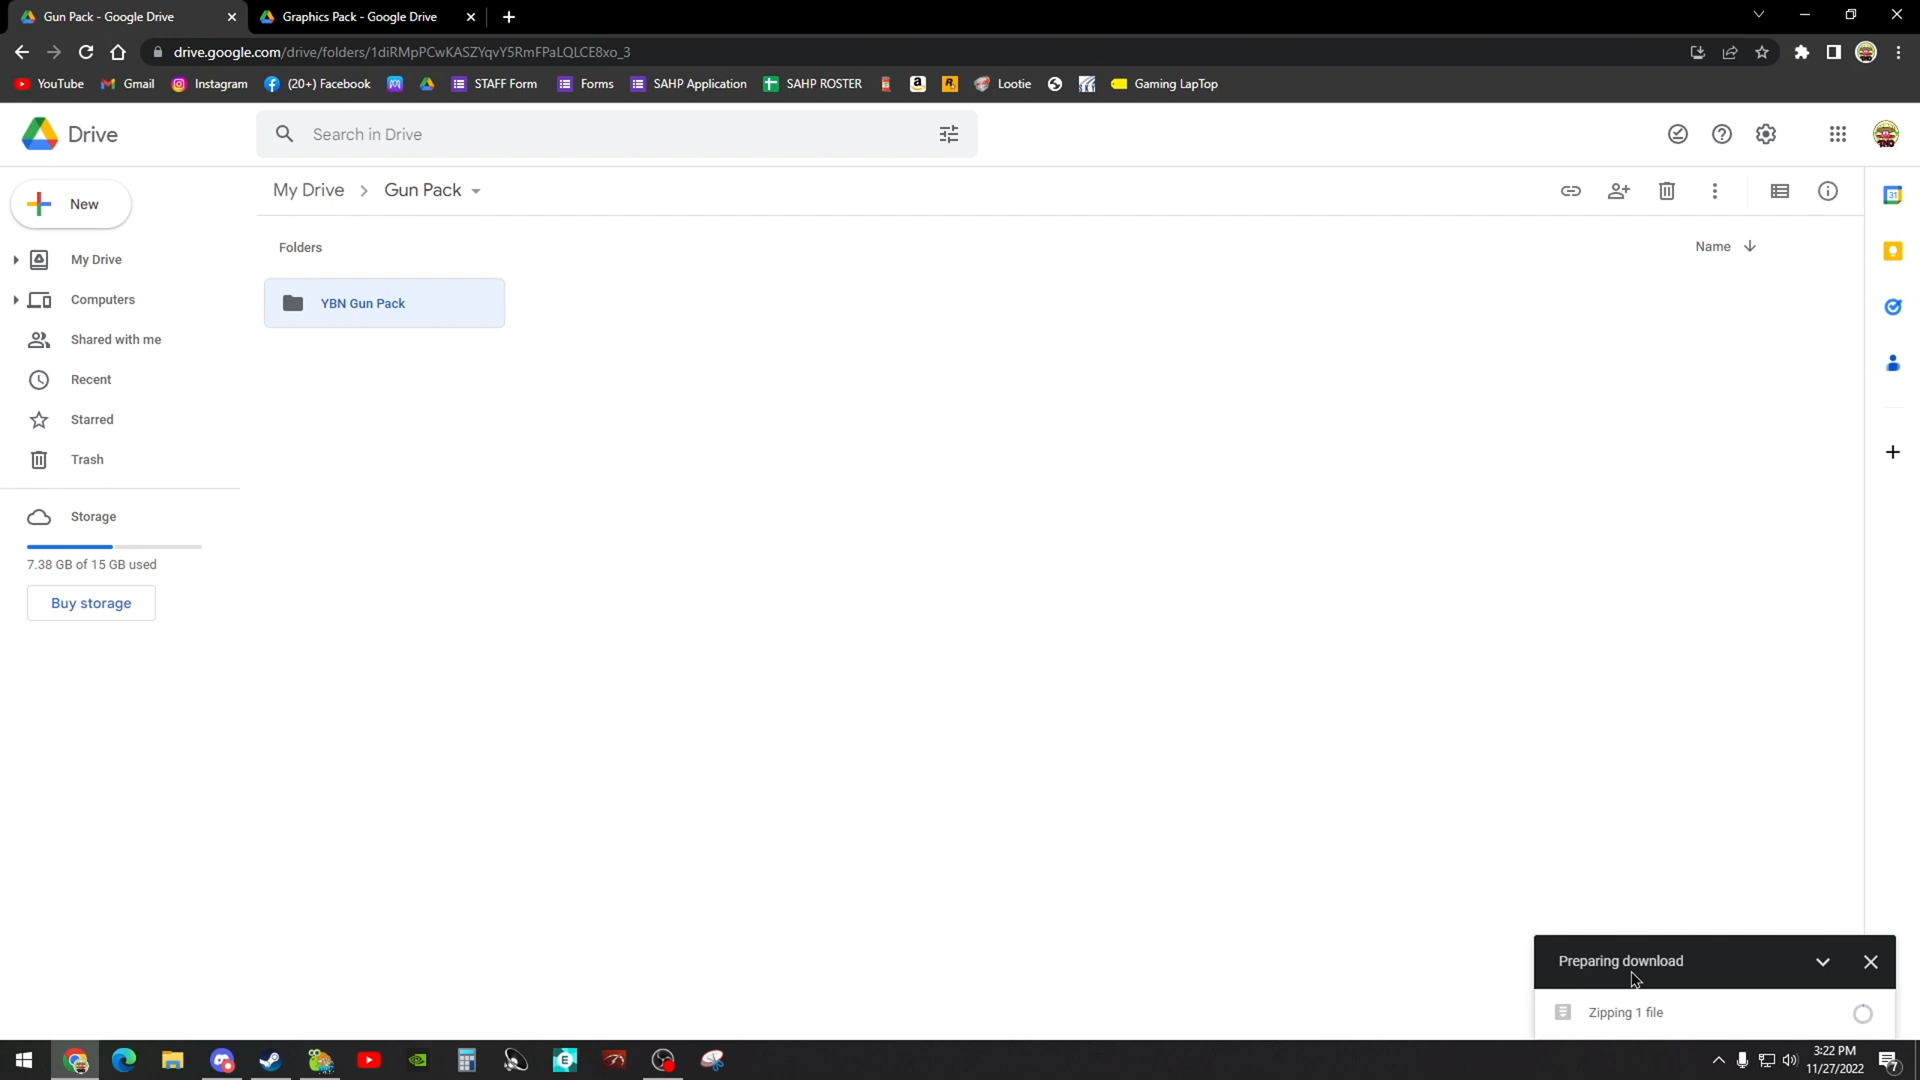 Gun Pack - Google Drive
Graphics Pack - Google Drive
drive.google.com/drive/folders/1diRMpPCwKASZYqvY5RmFPaLQLCE8xo_3
YouTube
Gmail
Instagram
(20+) Facebook
STAFF Form
Forms
SAHP Application
SAHP ROSTER
Lootie
Gaming LapTop
Drive
Search in Drive
New
My Drive
Computers
Shared with me
Recent
Starred
Trash
Storage
7.38 GB of 15 GB used
Buy storage
My Drive > Gun Pack
Folders
Name
YBN Gun Pack
31
Preparing download
Zipping 1 file
3:22 PM
11/27/2022
7